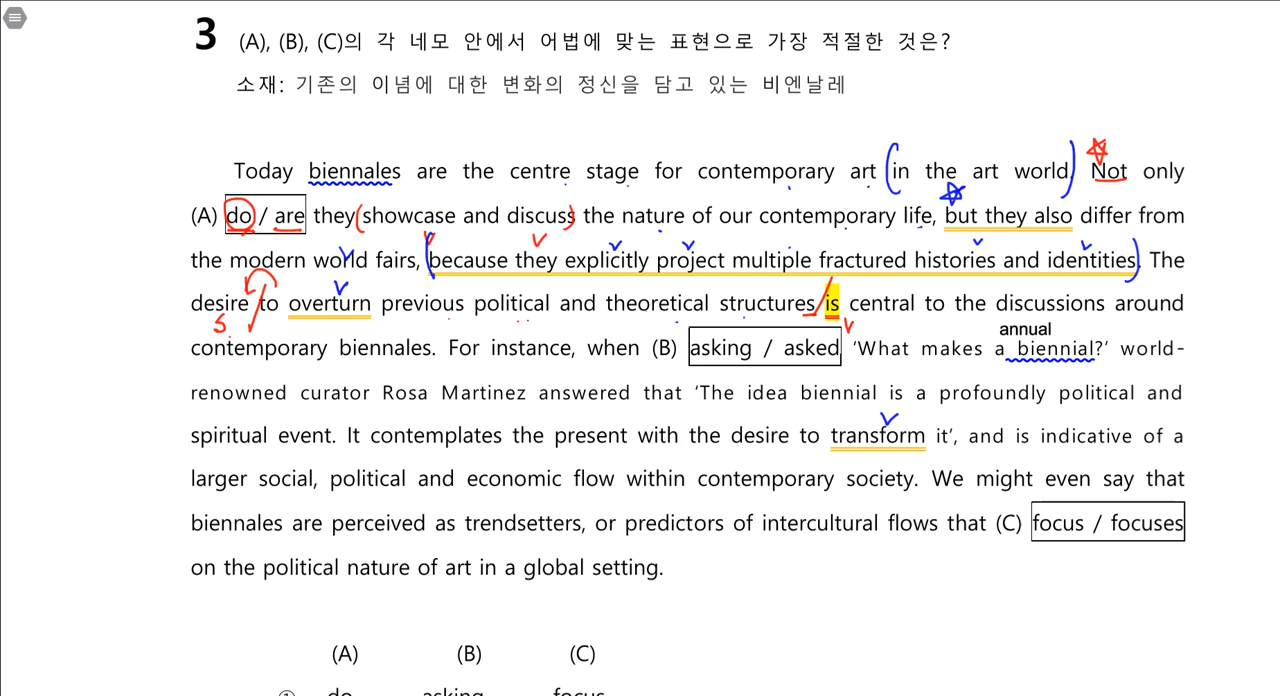 3 (A), (B), (C)의 각 네모 안에서 어법에 맞는 표현으로 가장 적절한 것은?
소재: 기존의 이념에 대한 변화의 정신을 담고 있는 비엔날레
Today biennales are the centre stage for contemporary art (in the art world) Not only
(A) do / are they (showcase and discuss) the nature of our contemporary life, but they also differ from
the modern world fairs, (because they explicitly project multiple fractured histories and identities). The
desire to overturn previous political and theoretical structures / is central to the discussions around
S
annual
contemporary biennales. For instance, when (B) asking / asked 'What makes a biennial?' world-
renowned curator Rosa Martinez answered that 'The idea biennial is a profoundly political and
spiritual event. It contemplates the present with the desire to transform it', and is indicative of a
larger social, political and economic flow within contemporary society. We might even say that
biennales are perceived as trendsetters, or predictors of intercultural flows that (C) focus / focuses
on the political nature of art in a global setting.
(A) (B) (C)
① do asking focus